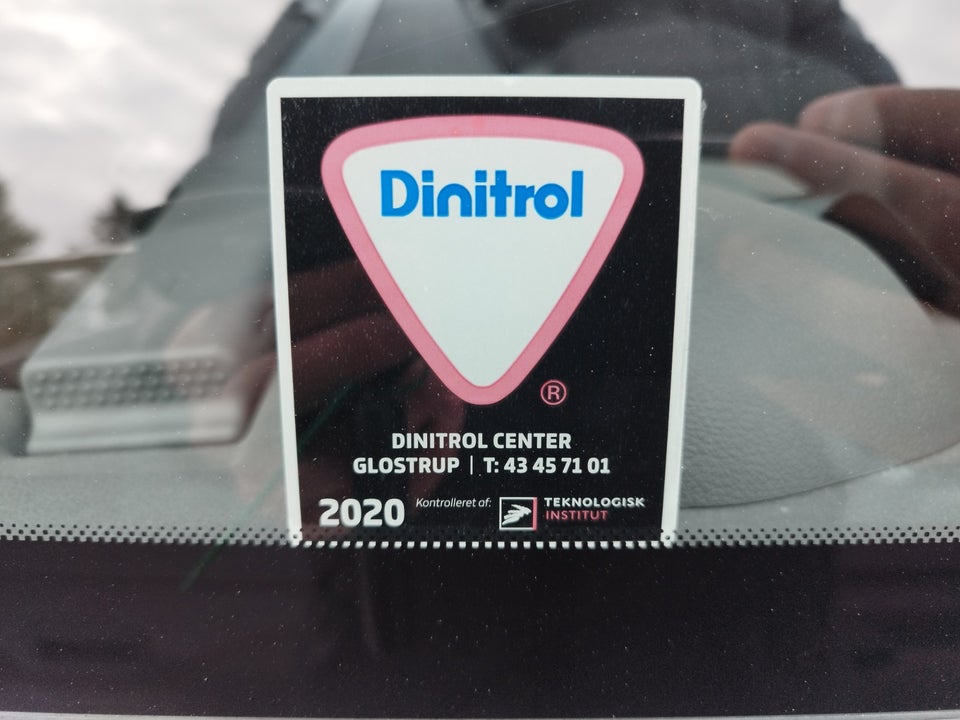 Dinitrol
®
DINITROL CENTER
GLOSTRUP | T: 43 45 71 01
2020 Kontrolleret af: TEKNOLOGISK
INSTITUT